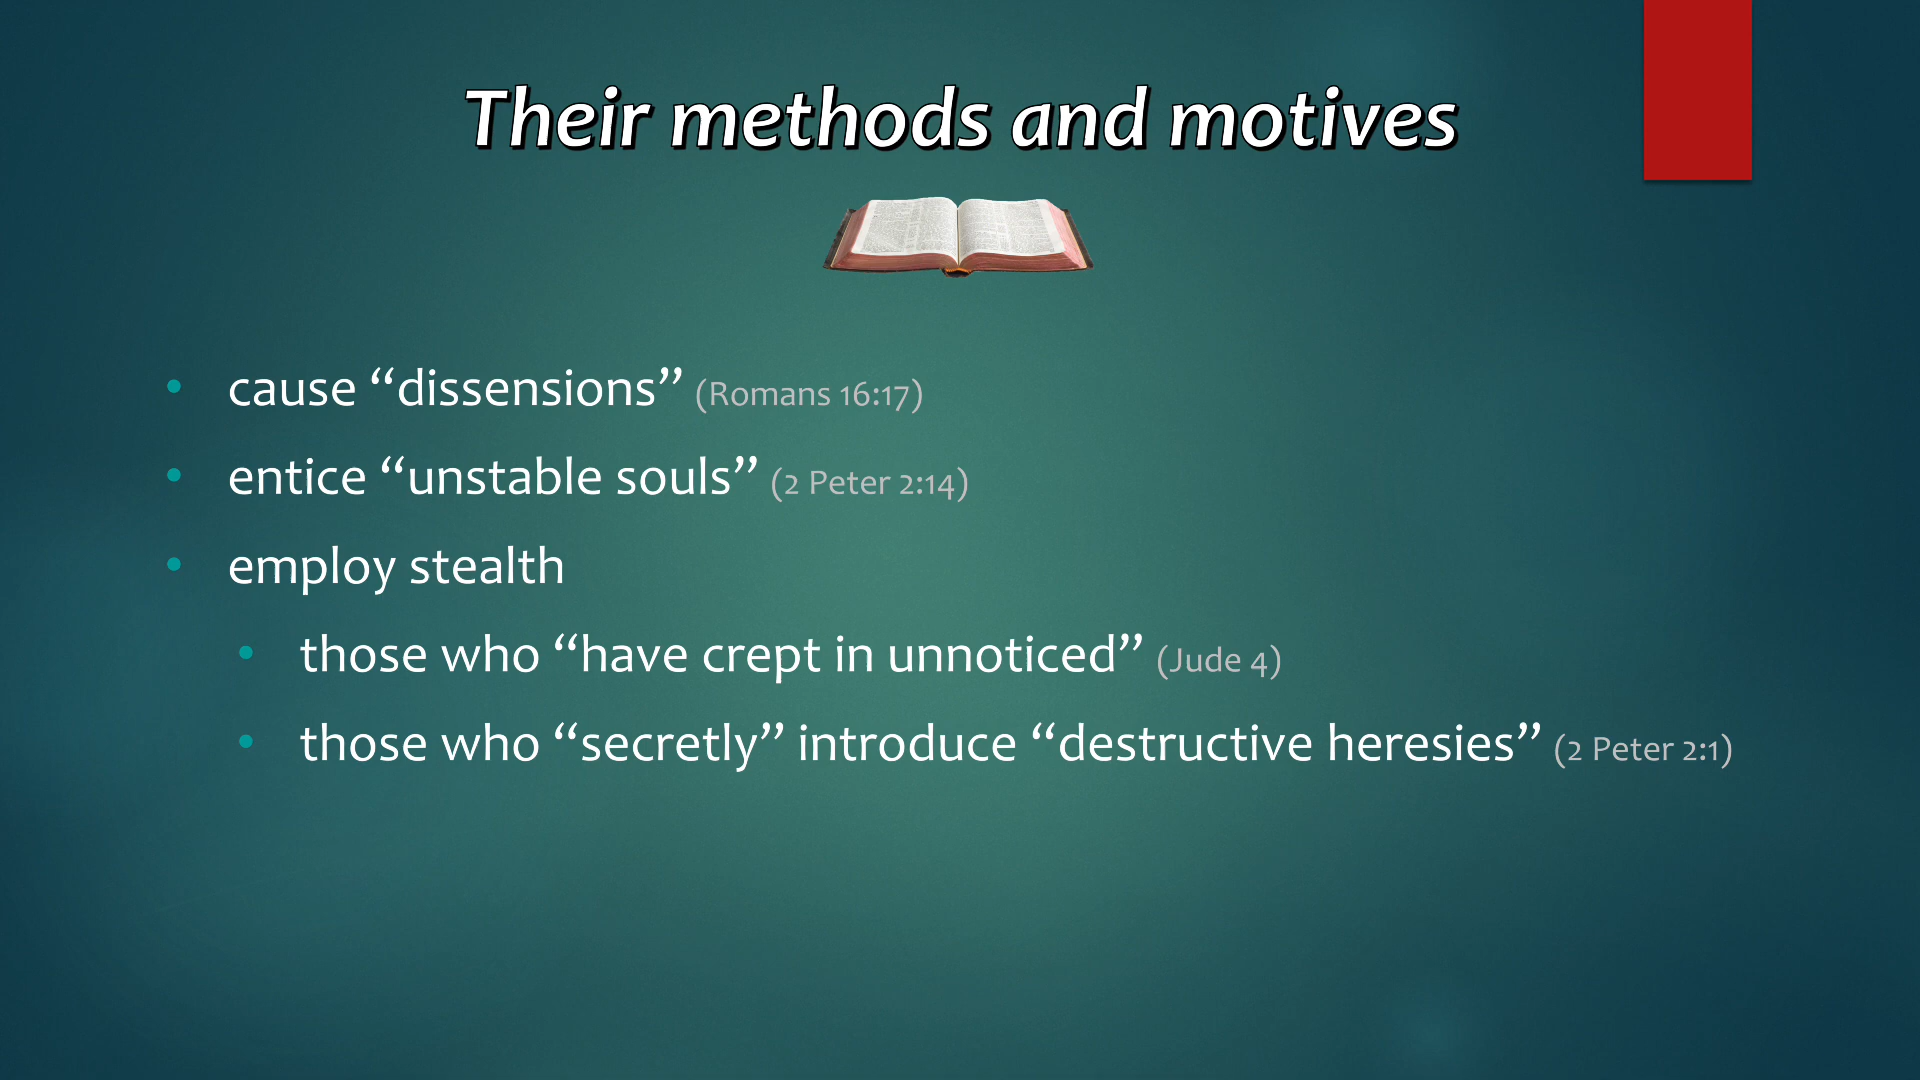 Their methods and motives
• cause “dissensions” (Romans 16:17)
• entice “unstable souls” (2 Peter 2:14)
• employ stealth
• those who “have crept in unnoticed” (Jude 4)
• those who “secretly” introduce “destructive heresies” (2 Peter 2:1)